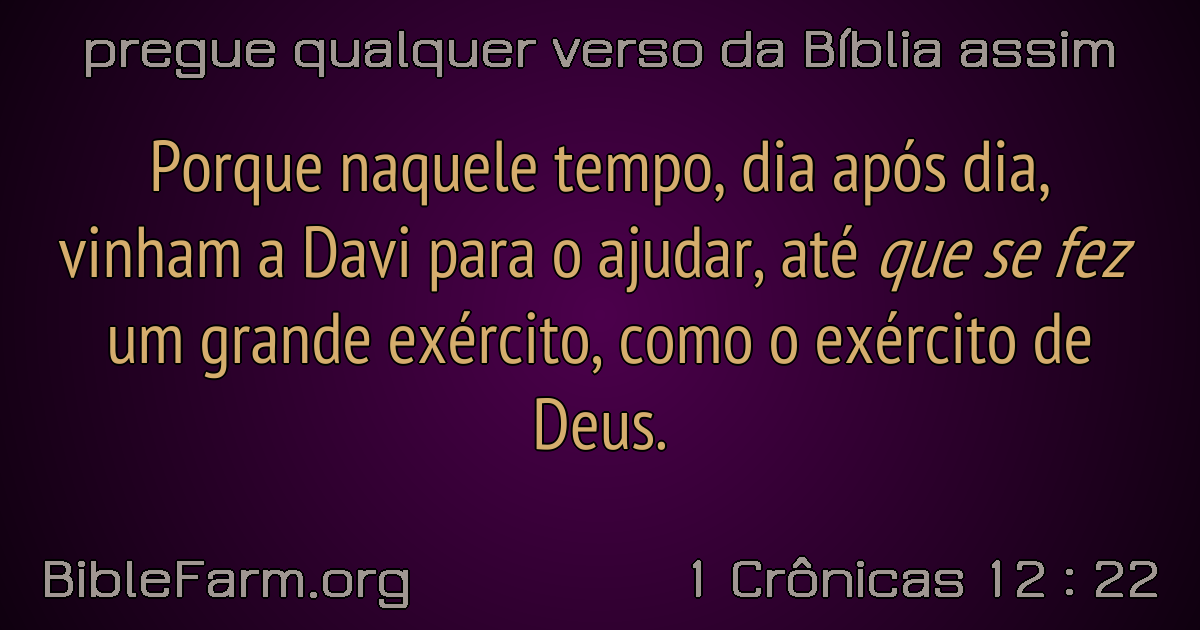 pregue qualquer verso da Bíblia assim
Porque naquele tempo, dia após dia,
vinham a Davi para o ajudar, até que se fez
um grande exército, como o exército de
Deus.
BibleFarm.org
1 Crônicas 12 : 22